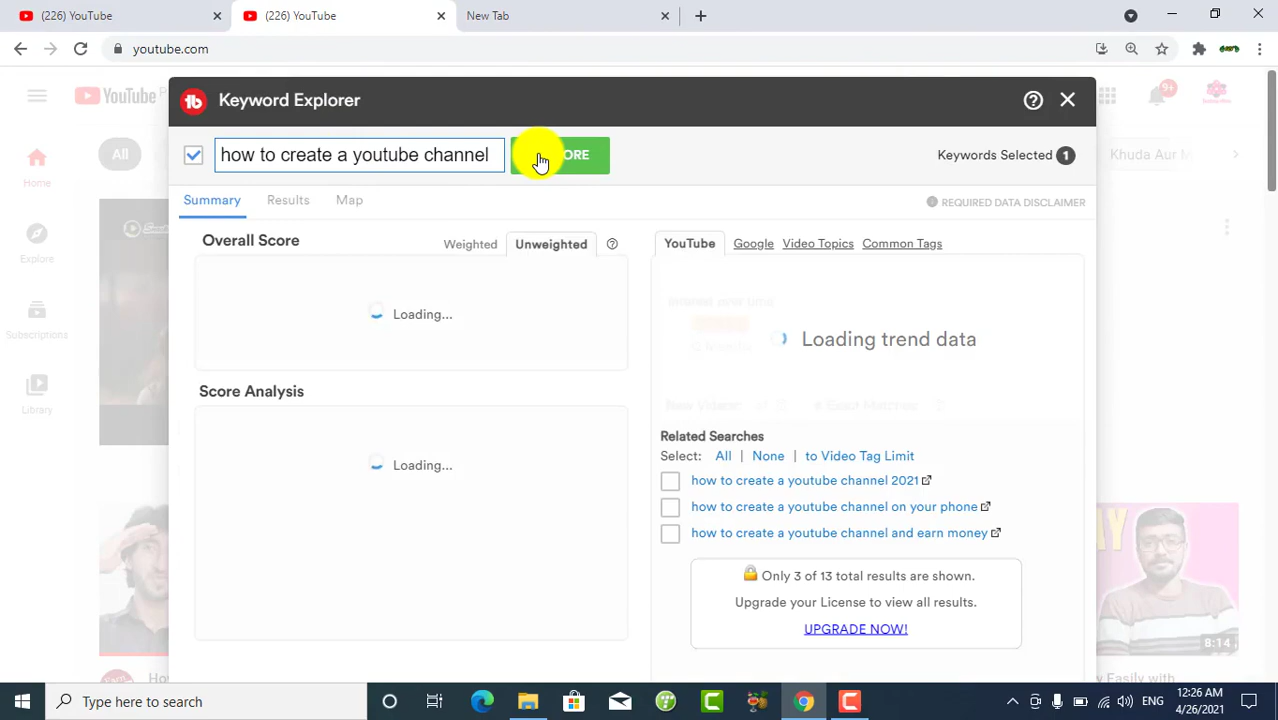 (226) YouTube
(226) YouTube
New Tab
youtube.com
YouTube
9+
Keyword Explorer
how to create a youtube channel
Keywords Selected 1
All
Khuda Aur M
Summary
Results
Map
REQUIRED DATA DISCLAIMER
Home
Explore
Subscriptions
Library
Overall Score
Weighted
Unweighted
YouTube
Google
Video Topics
Common Tags
Loading...
Loading trend data
Score Analysis
Loading...
Related Searches
Select: All | None | to Video Tag Limit
how to create a youtube channel 2021
how to create a youtube channel on your phone
how to create a youtube channel and earn money
Only 3 of 13 total results are shown.
Upgrade your License to view all results.
UPGRADE NOW!
8:14
Easily with
Type here to search
ENG
12:26 AM
4/26/2021